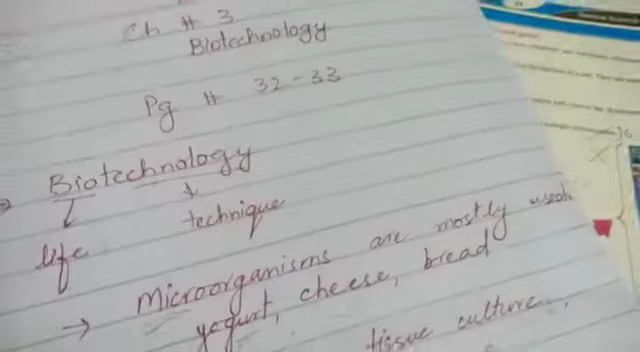 Ch # 3
Biotechnology
Pg # 32-33
Biotechnology
life technique
→ Microorganisms are mostly used
yogurt, cheese, bread
tissue culture,